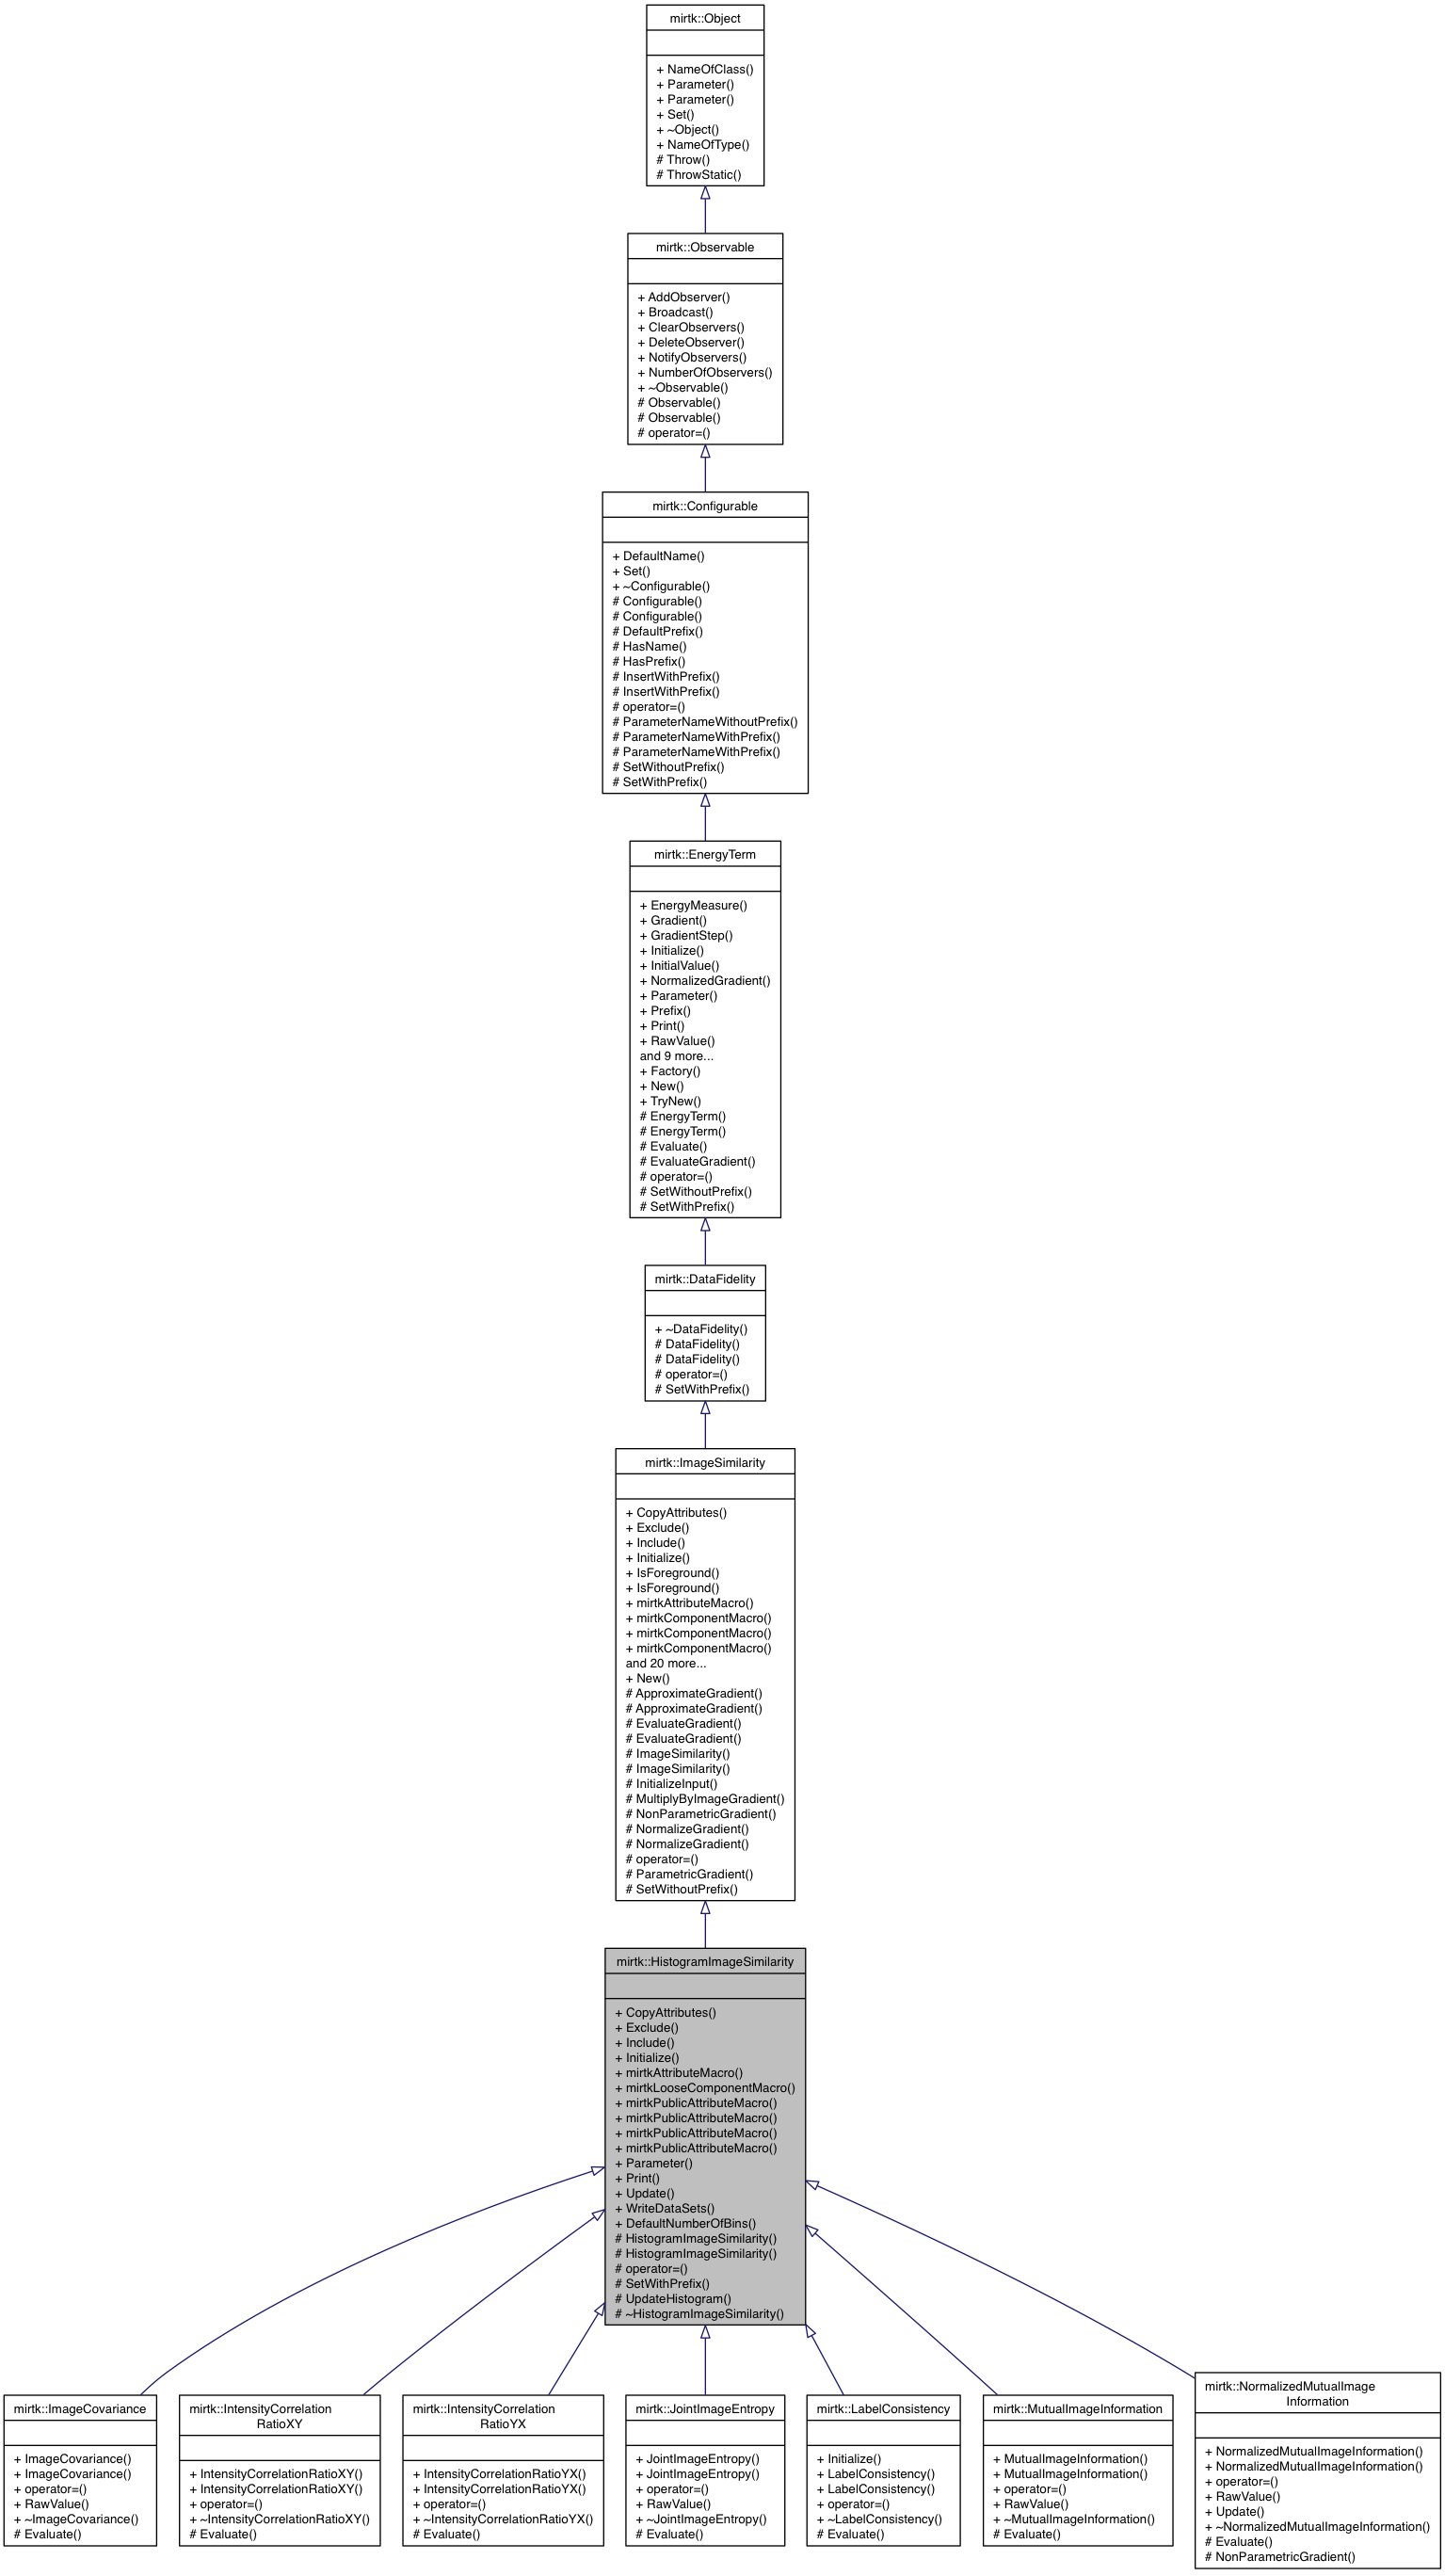 mirtk::Object
+ NameOfClass()
+ Parameter()
+ Parameter()
+ Set()
+ ~Object()
+ NameOfType()
# Throw()
# ThrowStatic()
mirtk::Observable
+ AddObserver()
+ Broadcast()
+ ClearObservers()
+ DeleteObserver()
+ NotifyObservers()
+ NumberOfObservers()
+ ~Observable()
# Observable()
# Observable()
# operator=()
mirtk::Configurable
+ DefaultName()
+ Set()
+ ~Configurable()
# Configurable()
# Configurable()
# DefaultPrefix()
# HasName()
# HasPrefix()
# InsertWithPrefix()
# InsertWithPrefix()
# operator=()
# ParameterNameWithoutPrefix()
# ParameterNameWithPrefix()
# ParameterNameWithPrefix()
# SetWithoutPrefix()
# SetWithPrefix()
mirtk::EnergyTerm
+ EnergyMeasure()
+ Gradient()
+ GradientStep()
+ Initialize()
+ InitialValue()
+ NormalizedGradient()
+ Parameter()
+ Prefix()
+ Print()
+ RawValue()
and 9 more...
+ Factory()
+ New()
+ TryNew()
# EnergyTerm()
# EnergyTerm()
# Evaluate()
# EvaluateGradient()
# operator=()
# SetWithoutPrefix()
# SetWithPrefix()
mirtk::DataFidelity
+ ~DataFidelity()
# DataFidelity()
# DataFidelity()
# operator=()
# SetWithPrefix()
mirtk::ImageSimilarity
+ CopyAttributes()
+ Exclude()
+ Include()
+ Initialize()
+ IsForeground()
+ IsForeground()
+ mirtkAttributeMacro()
+ mirtkComponentMacro()
+ mirtkComponentMacro()
+ mirtkComponentMacro()
and 20 more...
+ New()
# ApproximateGradient()
# ApproximateGradient()
# EvaluateGradient()
# EvaluateGradient()
# ImageSimilarity()
# ImageSimilarity()
# InitializeInput()
# MultiplyByImageGradient()
# NonParametricGradient()
# NormalizeGradient()
# NormalizeGradient()
# operator=()
# ParametricGradient()
# SetWithoutPrefix()
mirtk::HistogramImageSimilarity
+ CopyAttributes()
+ Exclude()
+ Include()
+ Initialize()
+ mirtkAttributeMacro()
+ mirtkLooseComponentMacro()
+ mirtkPublicAttributeMacro()
+ mirtkPublicAttributeMacro()
+ mirtkPublicAttributeMacro()
+ mirtkPublicAttributeMacro()
+ Parameter()
+ Print()
+ Update()
+ WriteDataSets()
+ DefaultNumberOfBins()
# HistogramImageSimilarity()
# HistogramImageSimilarity()
# operator=()
# SetWithPrefix()
# UpdateHistogram()
# ~HistogramImageSimilarity()
mirtk::ImageCovariance
+ ImageCovariance()
+ ImageCovariance()
+ operator=()
+ RawValue()
+ ~ImageCovariance()
# Evaluate()
mirtk::IntensityCorrelation
RatioXY
+ IntensityCorrelationRatioXY()
+ IntensityCorrelationRatioXY()
+ operator=()
+ ~IntensityCorrelationRatioXY()
# Evaluate()
mirtk::IntensityCorrelation
RatioYX
+ IntensityCorrelationRatioYX()
+ IntensityCorrelationRatioYX()
+ operator=()
+ ~IntensityCorrelationRatioYX()
# Evaluate()
mirtk::JointImageEntropy
+ JointImageEntropy()
+ JointImageEntropy()
+ operator=()
+ RawValue()
+ ~JointImageEntropy()
# Evaluate()
mirtk::LabelConsistency
+ Initialize()
+ LabelConsistency()
+ LabelConsistency()
+ operator=()
+ ~LabelConsistency()
# Evaluate()
mirtk::MutualImageInformation
+ MutualImageInformation()
+ MutualImageInformation()
+ operator=()
+ RawValue()
+ ~MutualImageInformation()
# Evaluate()
mirtk::NormalizedMutualImage
Information
+ NormalizedMutualImageInformation()
+ NormalizedMutualImageInformation()
+ operator=()
+ RawValue()
+ Update()
+ ~NormalizedMutualImageInformation()
# Evaluate()
# NonParametricGradient()